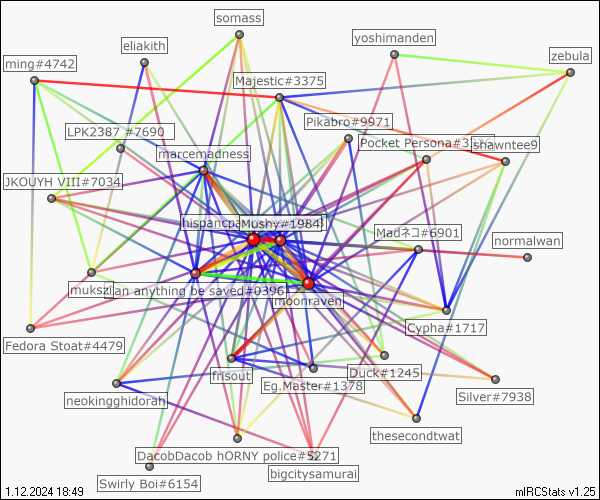 somass
eliakith
yoshimanden
ming#4742
zebula
Majestic#3375
Pikabro#9971
LPK2387 #7690
Pocket Persona#3
shawntee9
marcemadness
JKOUYH VIII#7034
hispancpa
Mushy#1984
Madネコ#6901
normalwan
mukszi
an anything be saved#0396
moonraven
Cypha#1717
Fedora Stoat#4479
frisout
Duck#1245
Eg.Master#1378
neokingghidorah
Silver#7938
thesecondtwat
DacobDacob hORNY police#5271
bigcitysamurai
Swirly Boi#6154
1.12.2024 18:49
mIRCStats v1.25